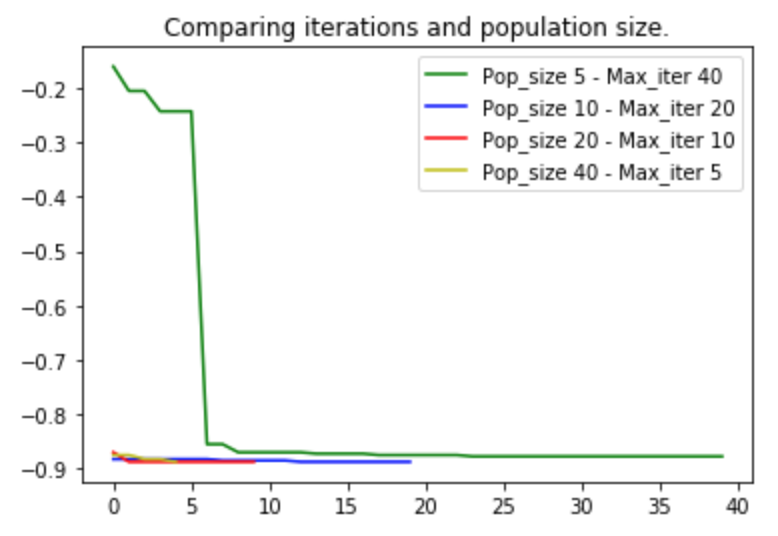 Comparing iterations and population size.
Pop_size 5 - Max_iter 40
Pop_size 10 - Max_iter 20
Pop_size 20 - Max_iter 10
Pop_size 40 - Max_iter 5
−0.2
−0.3
−0.4
−0.5
−0.6
−0.7
−0.8
−0.9
0 5 10 15 20 25 30 35 40